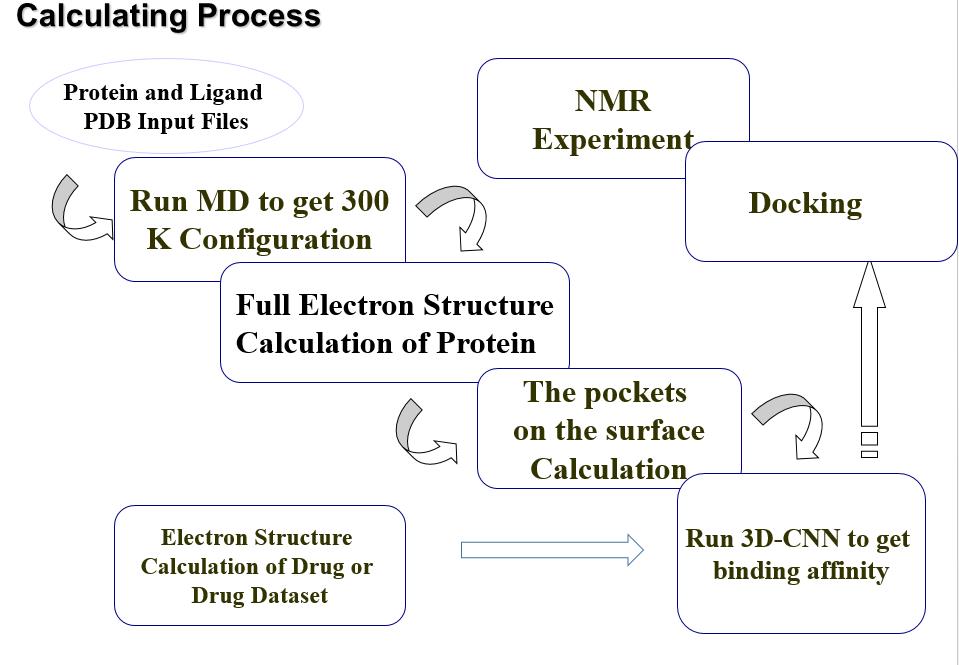 Calculating Process
Protein and Ligand
PDB Input Files
NMR
Experiment
Run MD to get 300
K Configuration
Docking
Full Electron Structure
Calculation of Protein
The pockets
on the surface
Calculation
Electron Structure
Calculation of Drug or
Drug Dataset
Run 3D-CNN to get
binding affinity